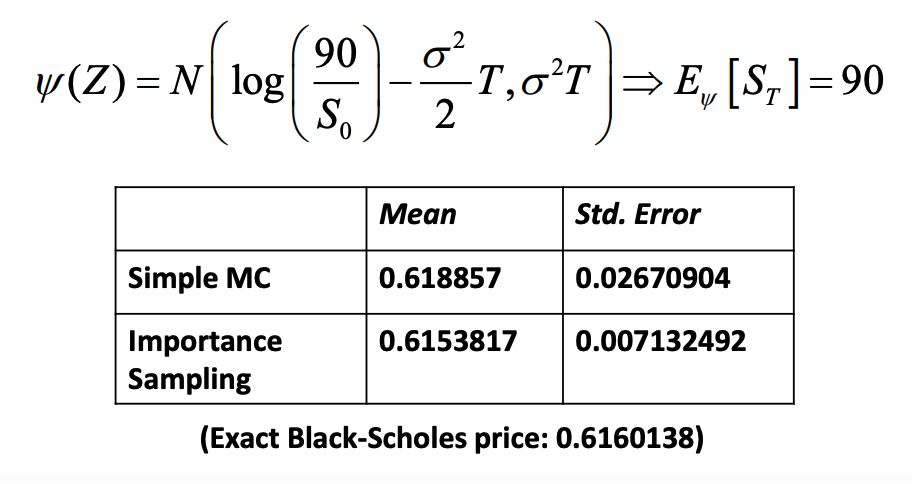 ψ(Z) = N(log(90/S₀) − σ²/2 T, σ²T) ⇒ E_ψ[S_T] = 90
Mean Std. Error
Simple MC 0.618857 0.02670904
Importance Sampling 0.6153817 0.007132492
(Exact Black-Scholes price: 0.6160138)